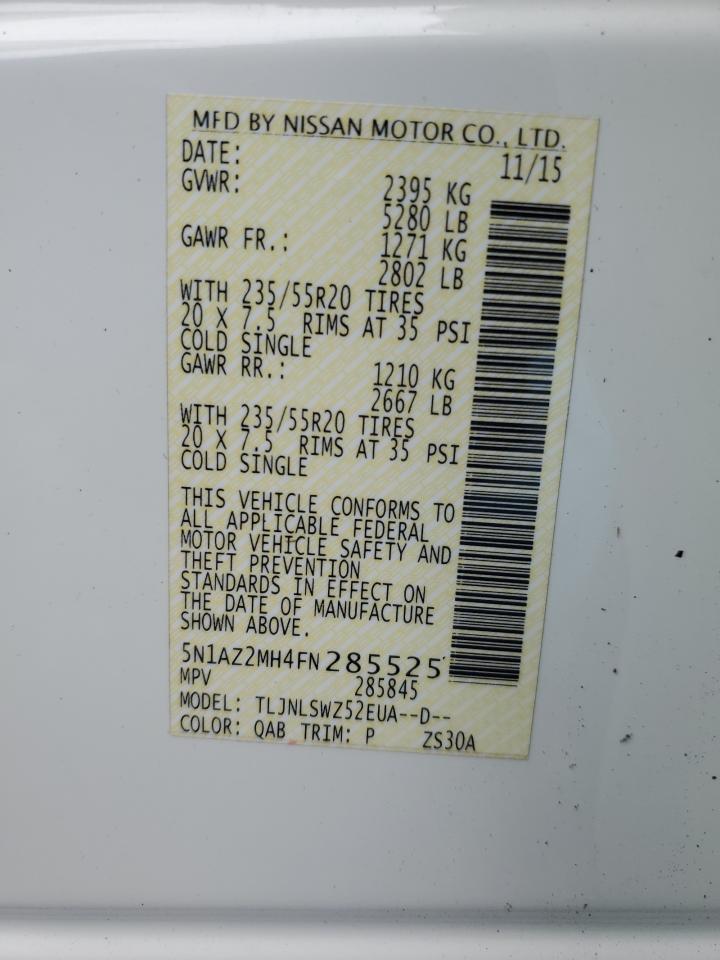 MFD BY NISSAN MOTOR CO., LTD.
DATE: 11/15
GVWR: 2395 KG
5280 LB
GAWR FR.: 1271 KG
2802 LB
WITH 235/55R20 TIRES
20 X 7.5 RIMS AT 35 PSI
COLD SINGLE
GAWR RR.: 1210 KG
2667 LB
WITH 235/55R20 TIRES
20 X 7.5 RIMS AT 35 PSI
COLD SINGLE
THIS VEHICLE CONFORMS TO
ALL APPLICABLE FEDERAL
MOTOR VEHICLE SAFETY AND
THEFT PREVENTION
STANDARDS IN EFFECT ON
THE DATE OF MANUFACTURE
SHOWN ABOVE.
5N1AZ2MH4FN285525
MPV 285845
MODEL: TLJNLSWZ52EUA--D--
COLOR: QAB TRIM: P ZS30A